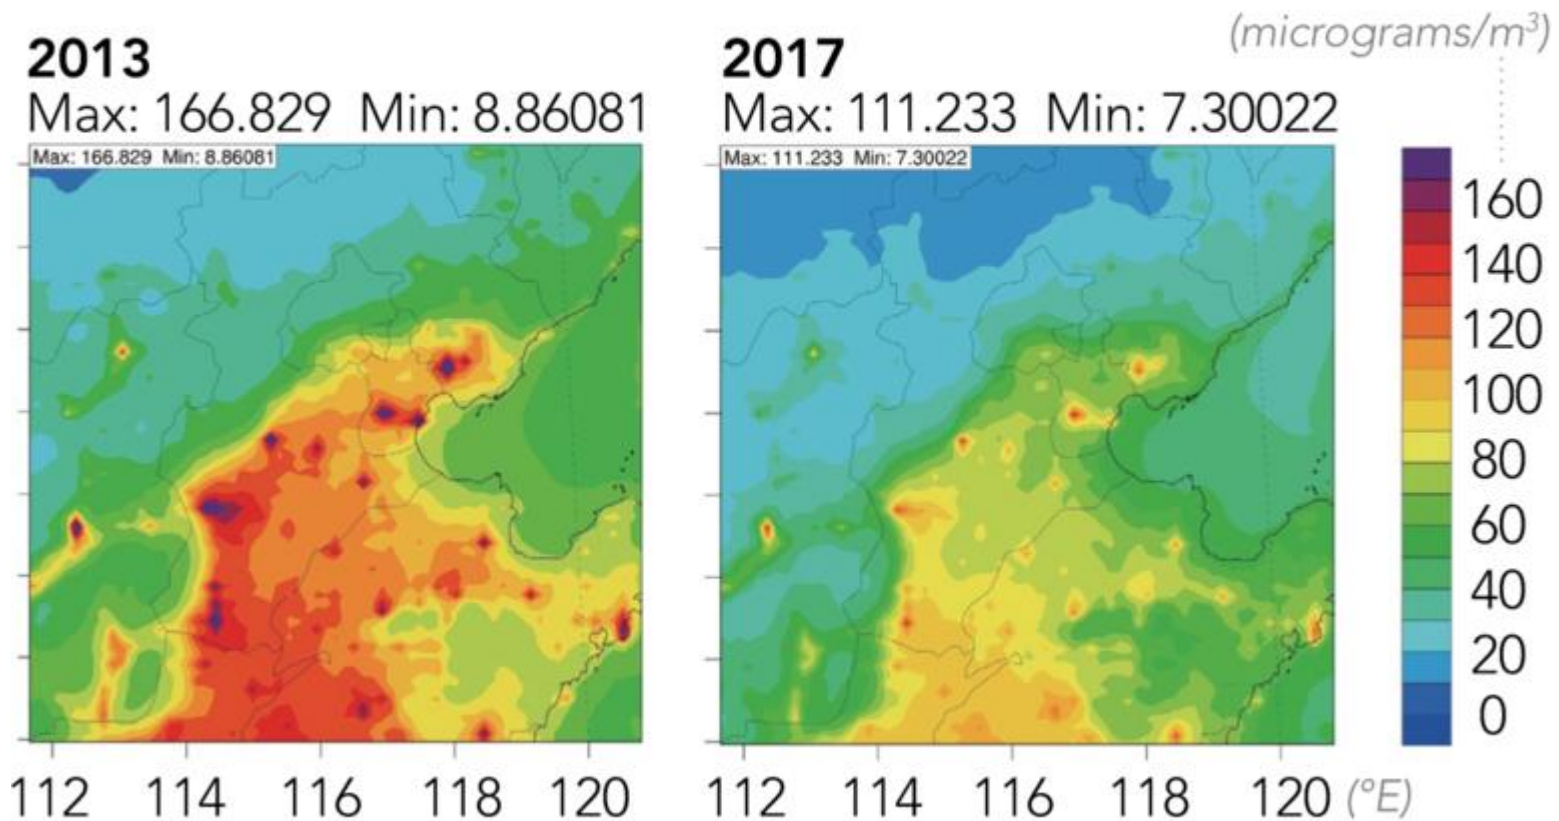 (micrograms/m³)
2013
Max: 166.829 Min: 8.86081
Max: 166.829 Min: 8.86081
2017
Max: 111.233 Min: 7.30022
Max: 111.233 Min: 7.30022
160
140
120
100
80
60
40
20
0
112 114 116 118 120
112 114 116 118 120 (°E)